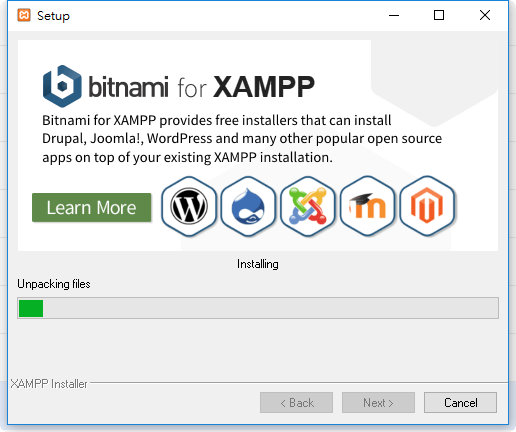 Setup
bitnami for XAMPP
Bitnami for XAMPP provides free installers that can install
Drupal, Joomla!, WordPress and many other popular open source
apps on top of your existing XAMPP installation.
Learn More
Installing
Unpacking files
XAMPP Installer
< Back
Next >
Cancel